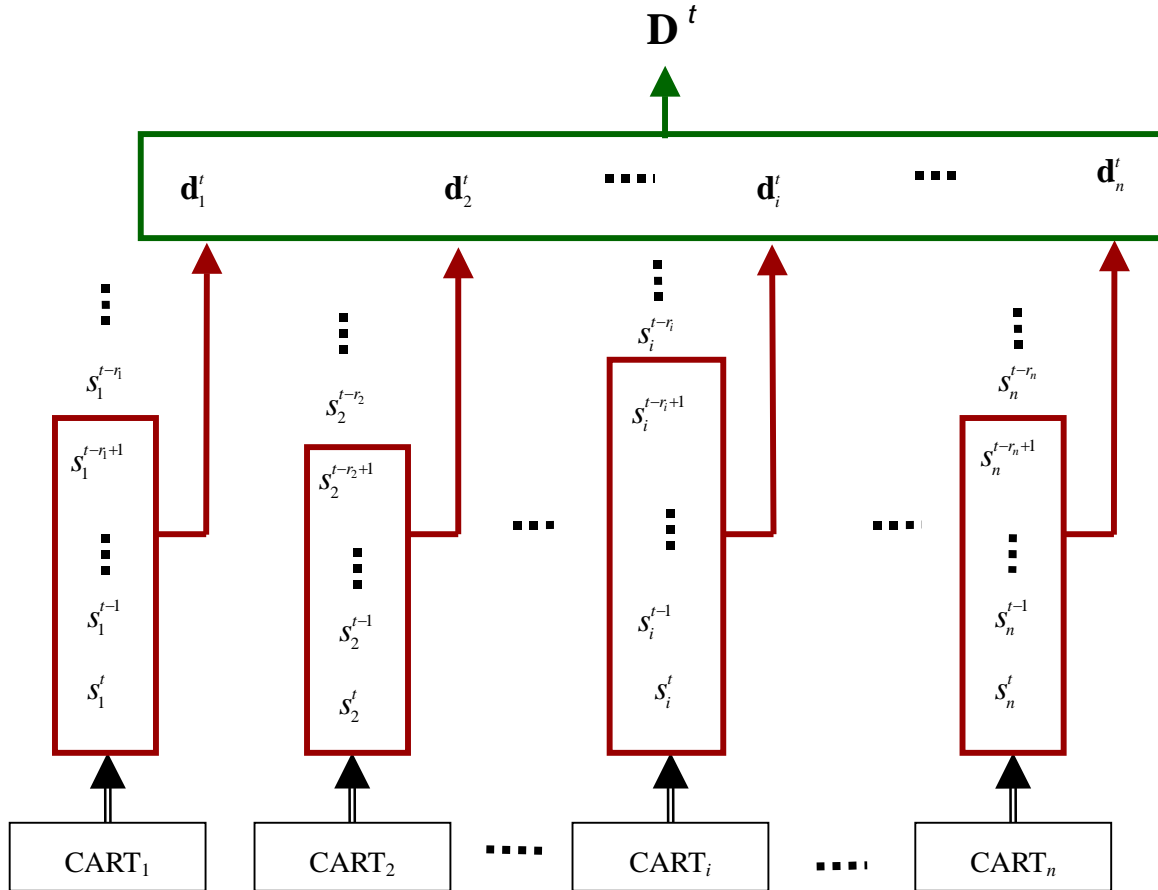 D^t
d_1^t d_2^t ····· d_i^t ···· d_n^t
s_i^{t-r_i}
s_1^{t-r_1} s_2^{t-r_2} s_n^{t-r_n}
s_1^{t-r_1+1} s_2^{t-r_2+1} s_i^{t-r_i+1} s_n^{t-r_n+1}
s_1^{t-1} s_2^{t-1} s_i^{t-1} s_n^{t-1}
s_1^t s_2^t s_i^t s_n^t
CART_1 CART_2 ······ CART_i ····· CART_n